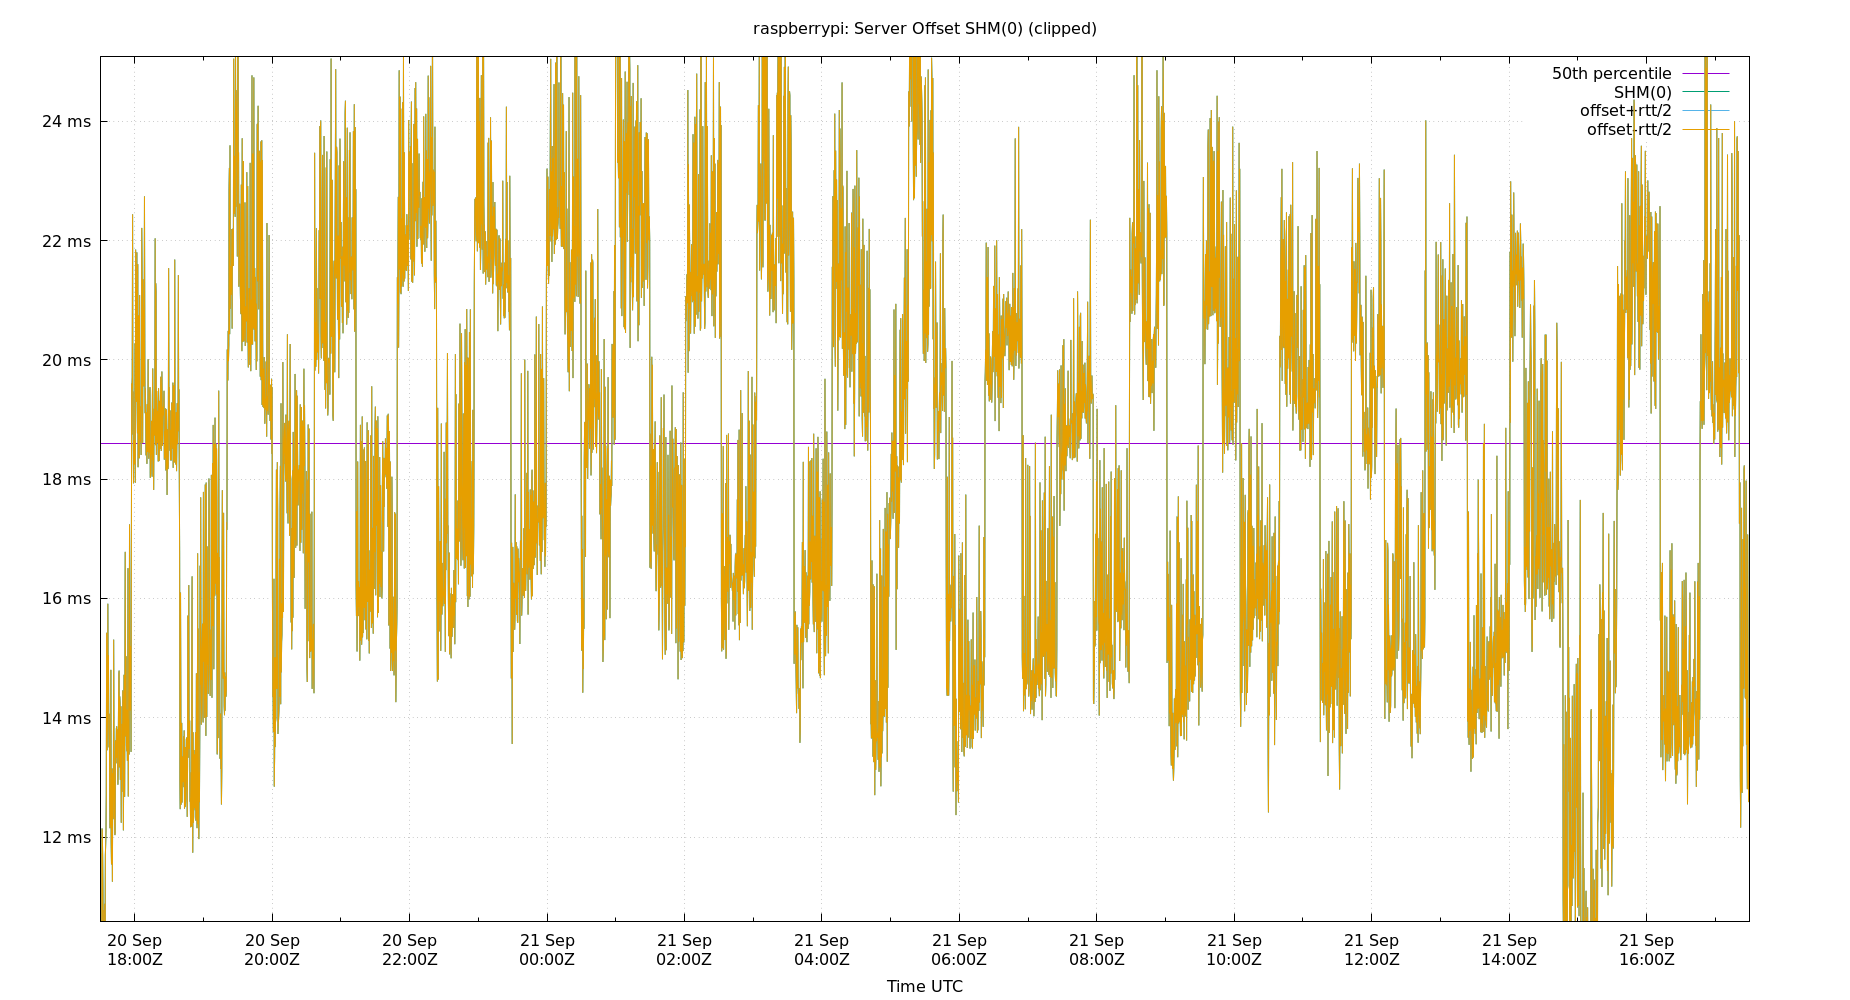 raspberrypi: Server Offset SHM(0) (clipped)
50th percentile
SHM(0)
offset+rtt/2
offset-rtt/2
24 ms
22 ms
20 ms
18 ms
16 ms
14 ms
12 ms
20 Sep 20 Sep 20 Sep 21 Sep 21 Sep 21 Sep 21 Sep 21 Sep 21 Sep 21 Sep 21 Sep 21 Sep
18:00Z 20:00Z 22:00Z 00:00Z 02:00Z 04:00Z 06:00Z 08:00Z 10:00Z 12:00Z 14:00Z 16:00Z
Time UTC